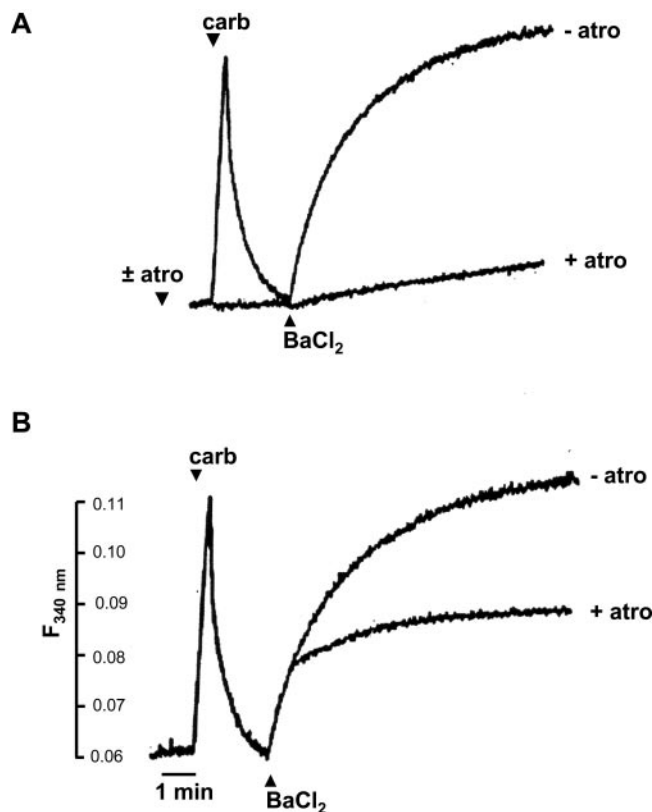 A
carb
- atro
± atro
+ atro
BaCl₂
B
carb
- atro
0.11
0.10
+ atro
0.09
F340 nm
0.08
0.07
0.06
1 min
BaCl₂